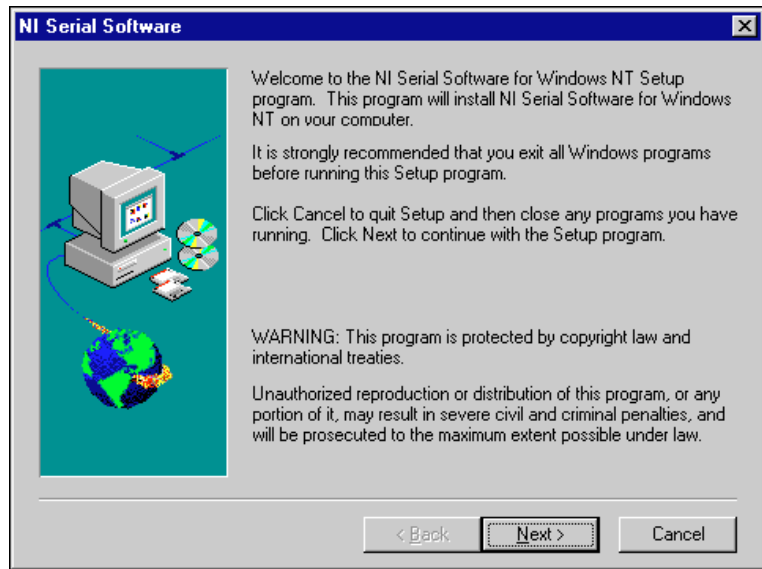 NI Serial Software
Welcome to the NI Serial Software for Windows NT Setup
program.  This program will install NI Serial Software for Windows
NT on your computer.
It is strongly recommended that you exit all Windows programs
before running this Setup program.
Click Cancel to quit Setup and then close any programs you have
running.  Click Next to continue with the Setup program.
WARNING: This program is protected by copyright law and
international treaties.
Unauthorized reproduction or distribution of this program, or any
portion of it, may result in severe civil and criminal penalties, and
will be prosecuted to the maximum extent possible under law.
< Back
Next >
Cancel